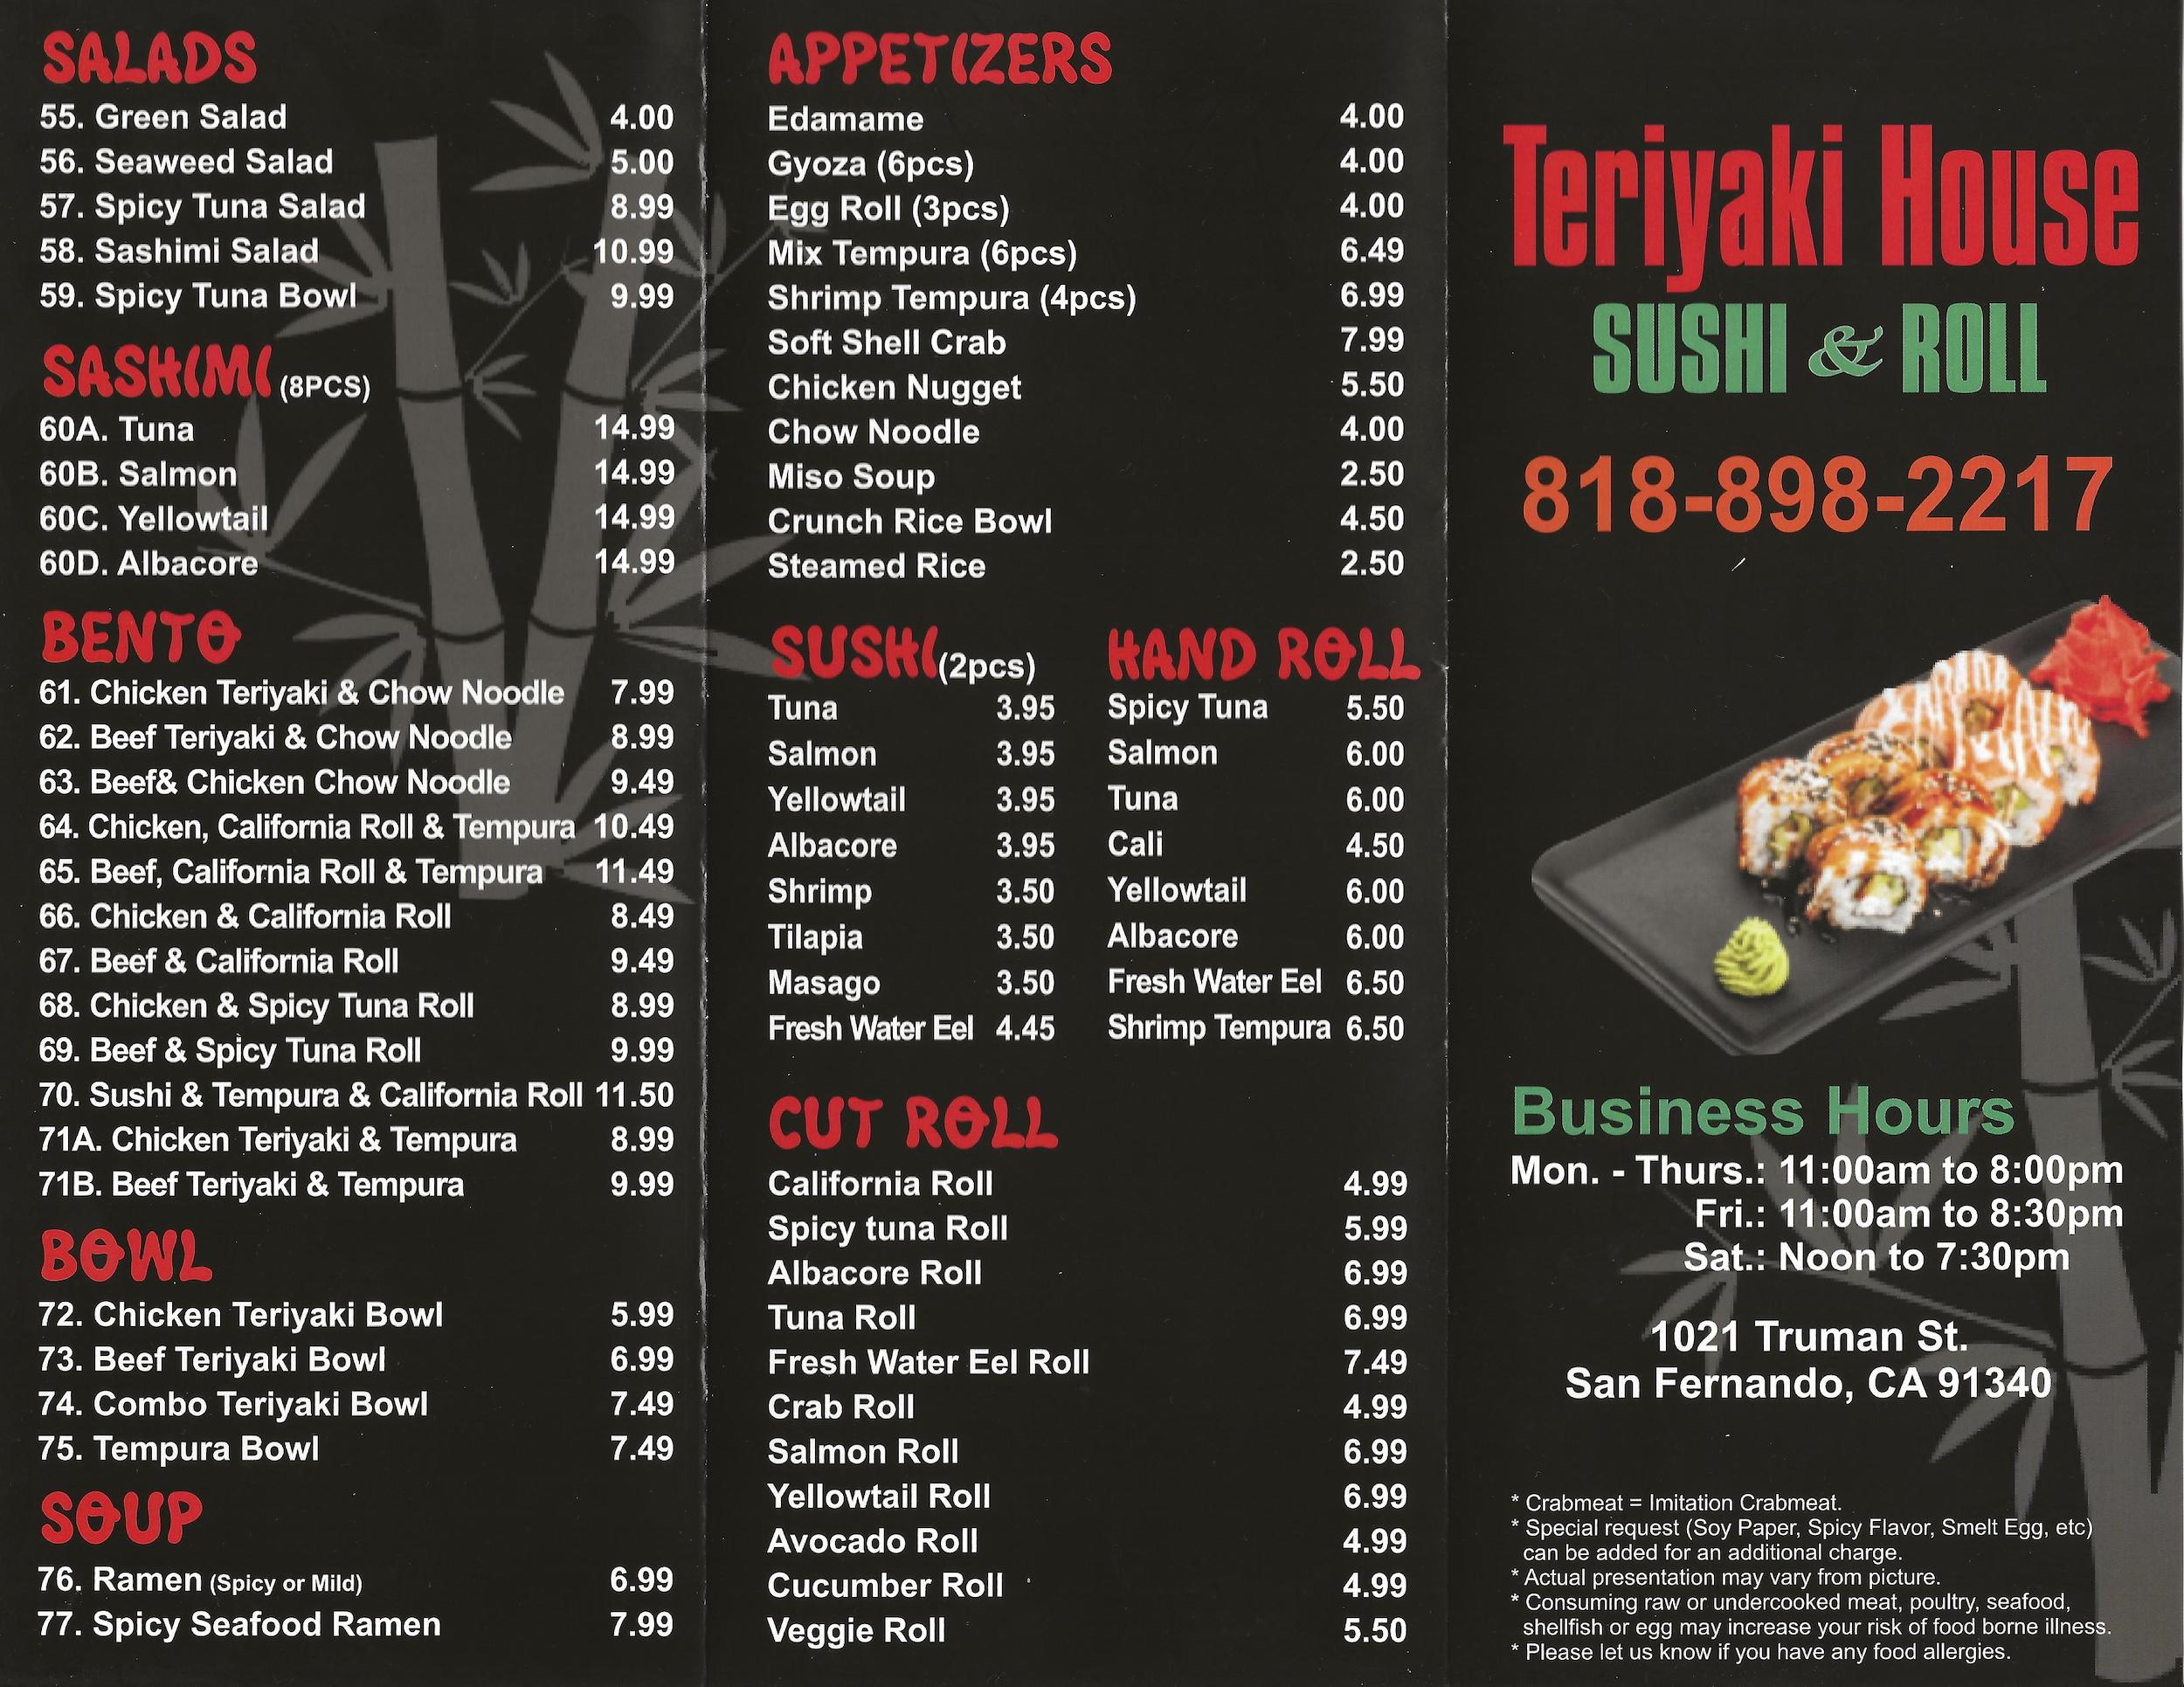 SALADS
55. Green Salad 4.00
56. Seaweed Salad 5.00
57. Spicy Tuna Salad 8.99
58. Sashimi Salad 10.99
59. Spicy Tuna Bowl 9.99
SASHIMI (8PCS)
60A. Tuna 14.99
60B. Salmon 14.99
60C. Yellowtail 14.99
60D. Albacore 14.99
BENTO
61. Chicken Teriyaki & Chow Noodle 7.99
62. Beef Teriyaki & Chow Noodle 8.99
63. Beef& Chicken Chow Noodle 9.49
64. Chicken, California Roll & Tempura 10.49
65. Beef, California Roll & Tempura 11.49
66. Chicken & California Roll 8.49
67. Beef & California Roll 9.49
68. Chicken & Spicy Tuna Roll 8.99
69. Beef & Spicy Tuna Roll 9.99
70. Sushi & Tempura & California Roll 11.50
71A. Chicken Teriyaki & Tempura 8.99
71B. Beef Teriyaki & Tempura 9.99
BOWL
72. Chicken Teriyaki Bowl 5.99
73. Beef Teriyaki Bowl 6.99
74. Combo Teriyaki Bowl 7.49
75. Tempura Bowl 7.49
SOUP
76. Ramen (Spicy or Mild) 6.99
77. Spicy Seafood Ramen 7.99
APPETIZERS
Edamame 4.00
Gyoza (6pcs) 4.00
Egg Roll (3pcs) 4.00
Mix Tempura (6pcs) 6.49
Shrimp Tempura (4pcs) 6.99
Soft Shell Crab 7.99
Chicken Nugget 5.50
Chow Noodle 4.00
Miso Soup 2.50
Crunch Rice Bowl 4.50
Steamed Rice 2.50
SUSHI (2pcs)
Tuna 3.95
Salmon 3.95
Yellowtail 3.95
Albacore 3.95
Shrimp 3.50
Tilapia 3.50
Masago 3.50
Fresh Water Eel 4.45
HAND ROLL
Spicy Tuna 5.50
Salmon 6.00
Tuna 6.00
Cali 4.50
Yellowtail 6.00
Albacore 6.00
Fresh Water Eel 6.50
Shrimp Tempura 6.50
CUT ROLL
California Roll 4.99
Spicy tuna Roll 5.99
Albacore Roll 6.99
Tuna Roll 6.99
Fresh Water Eel Roll 7.49
Crab Roll 4.99
Salmon Roll 6.99
Yellowtail Roll 6.99
Avocado Roll 4.99
Cucumber Roll 4.99
Veggie Roll 5.50
Teriyaki House
SUSHI & ROLL
818-898-2217
Business Hours
Mon. - Thurs.: 11:00am to 8:00pm
Fri.: 11:00am to 8:30pm
Sat.: Noon to 7:30pm
1021 Truman St.
San Fernando, CA 91340
* Crabmeat = Imitation Crabmeat.
* Special request (Soy Paper, Spicy Flavor, Smelt Egg, etc)
can be added for an additional charge.
* Actual presentation may vary from picture.
* Consuming raw or undercooked meat, poultry, seafood,
shellfish or egg may increase your risk of food borne illness.
* Please let us know if you have any food allergies.